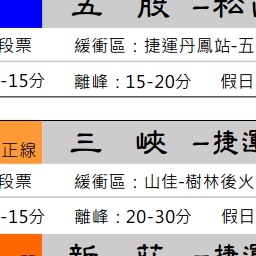 五 股 -松
段票 緩衝區：捷運丹鳳站-五
-15分 離峰：15-20分 假日
正線 三 峽 -捷運
段票 緩衝區：山佳-樹林後火
-15分 離峰：20-30分 假日
新 莊 -捷運